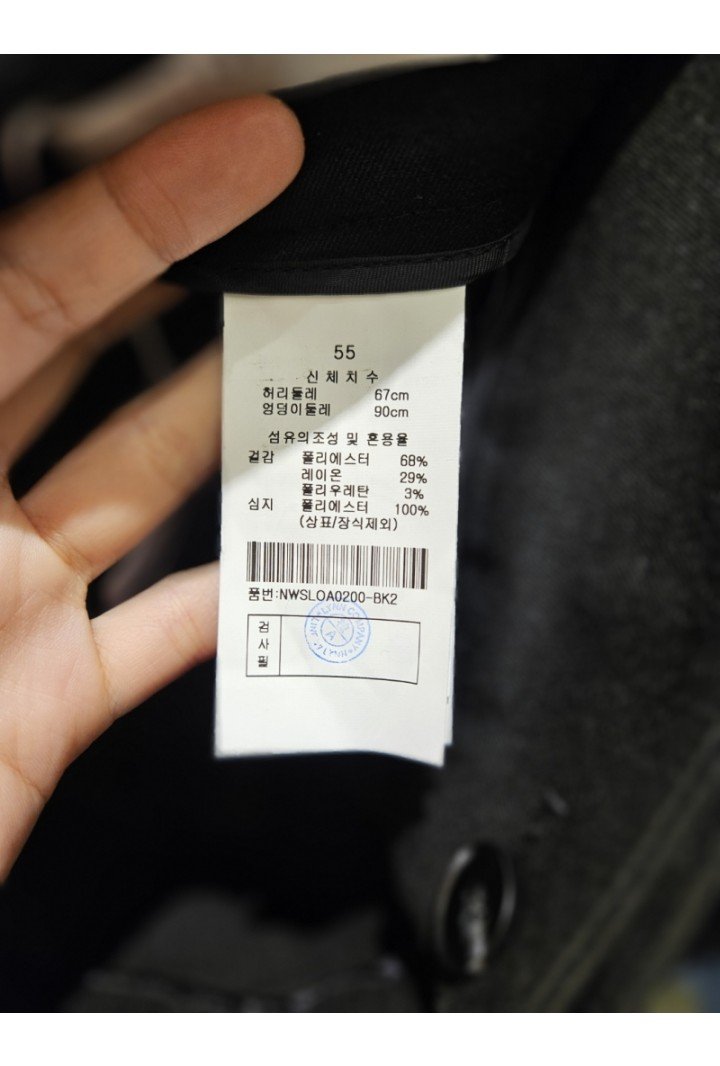 55
신체치수
허리둘레 67cm
엉덩이둘레 90cm
섬유의조성 및 혼용율
겉감 폴리에스터 68%
레이온 29%
폴리우레탄 3%
심지 폴리에스터 100%
(상표/장식제외)
품번:NWSLOA0200-BK2
검사필
LYNN COMPANY